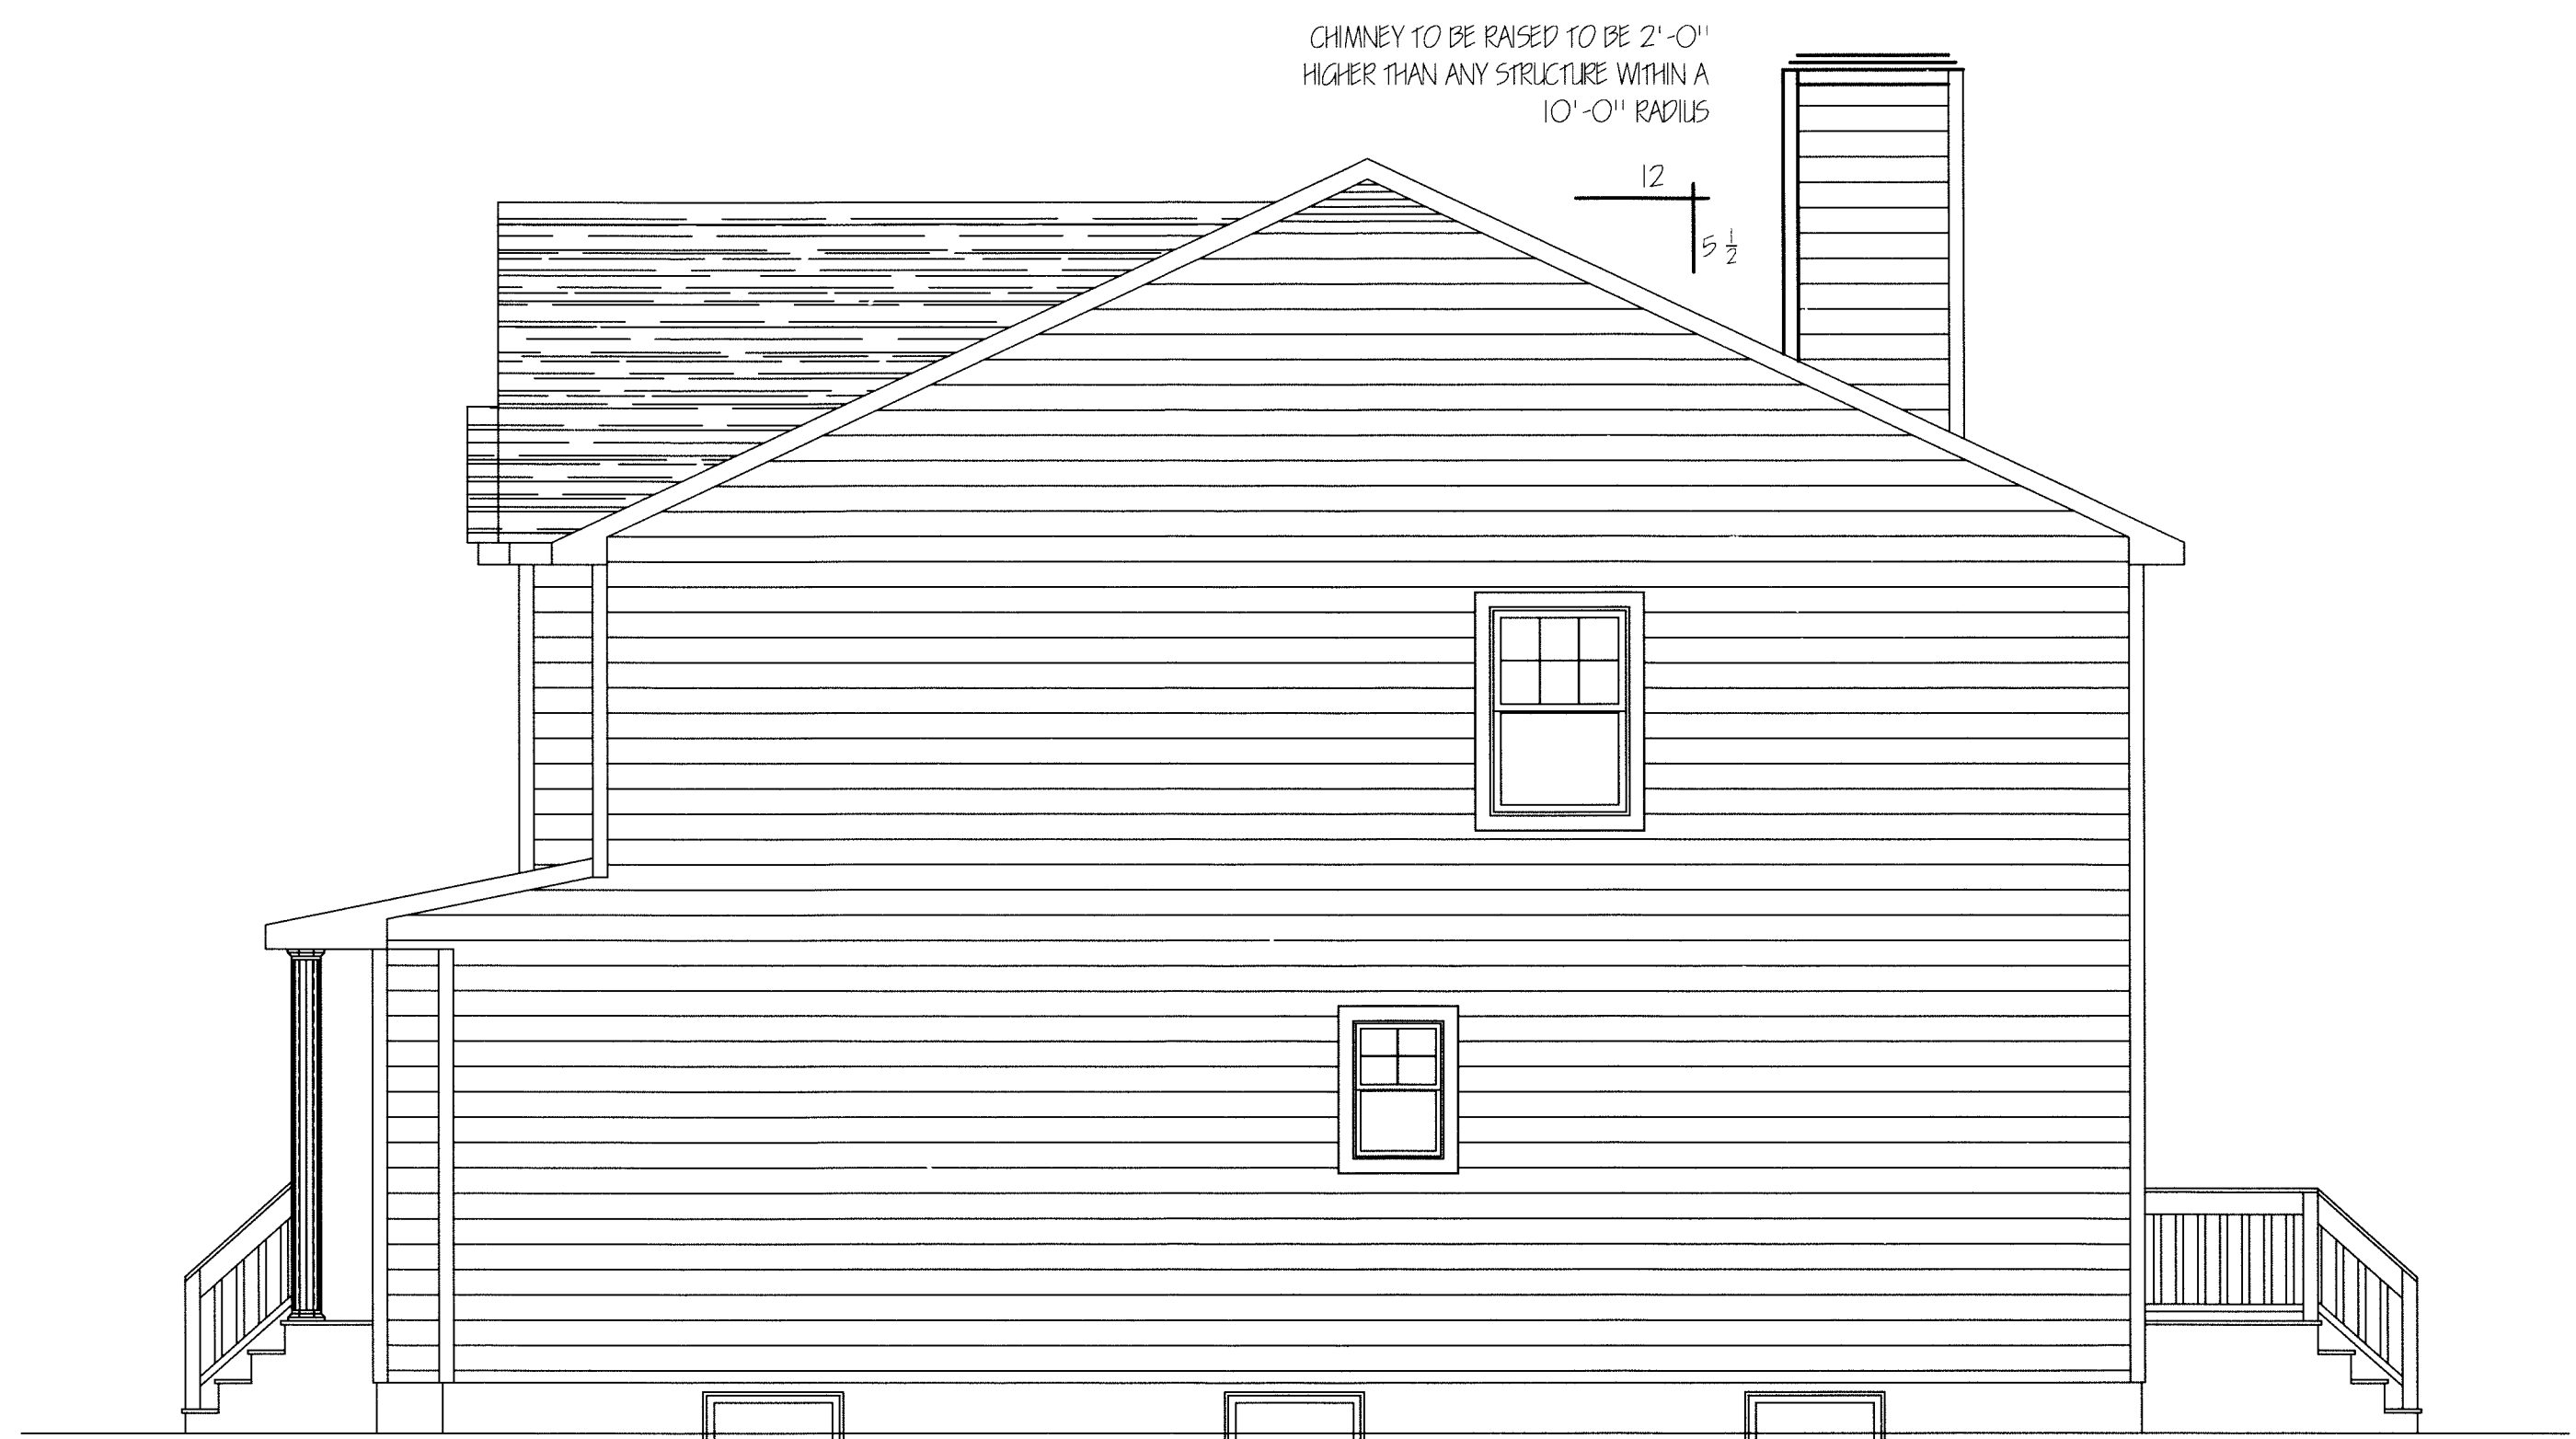 CHIMNEY TO BE RAISED TO BE 2'-0"
HIGHER THAN ANY STRUCTURE WITHIN A
10'-0" RADIUS
12
5 1/2